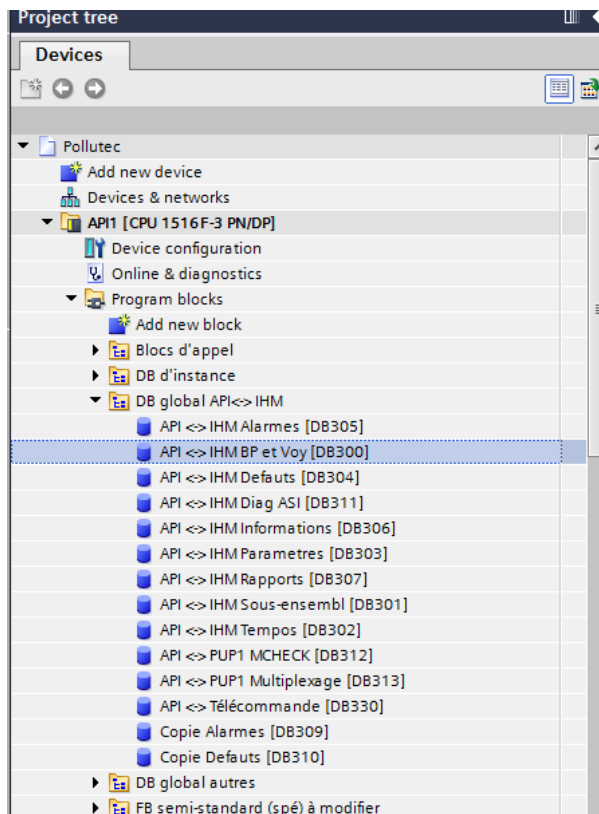 Project tree
Devices
Pollutec
Add new device
Devices & networks
API1 [CPU 1516F-3 PN/DP]
Device configuration
Online & diagnostics
Program blocks
Add new block
Blocs d'appel
DB d'instance
DB global API<->IHM
API <-> IHM Alarmes [DB305]
API <-> IHM BP et Voy [DB300]
API <-> IHM Defauts [DB304]
API <-> IHM Diag ASI [DB311]
API <-> IHM Informations [DB306]
API <-> IHM Parametres [DB303]
API <-> IHM Rapports [DB307]
API <-> IHM Sous-ensembl [DB301]
API <-> IHM Tempos [DB302]
API <-> PUP1 MCHECK [DB312]
API <-> PUP1 Multiplexage [DB313]
API <-> Télécommande [DB330]
Copie Alarmes [DB309]
Copie Defauts [DB310]
DB global autres
FB semi-standard (spé) à modifier